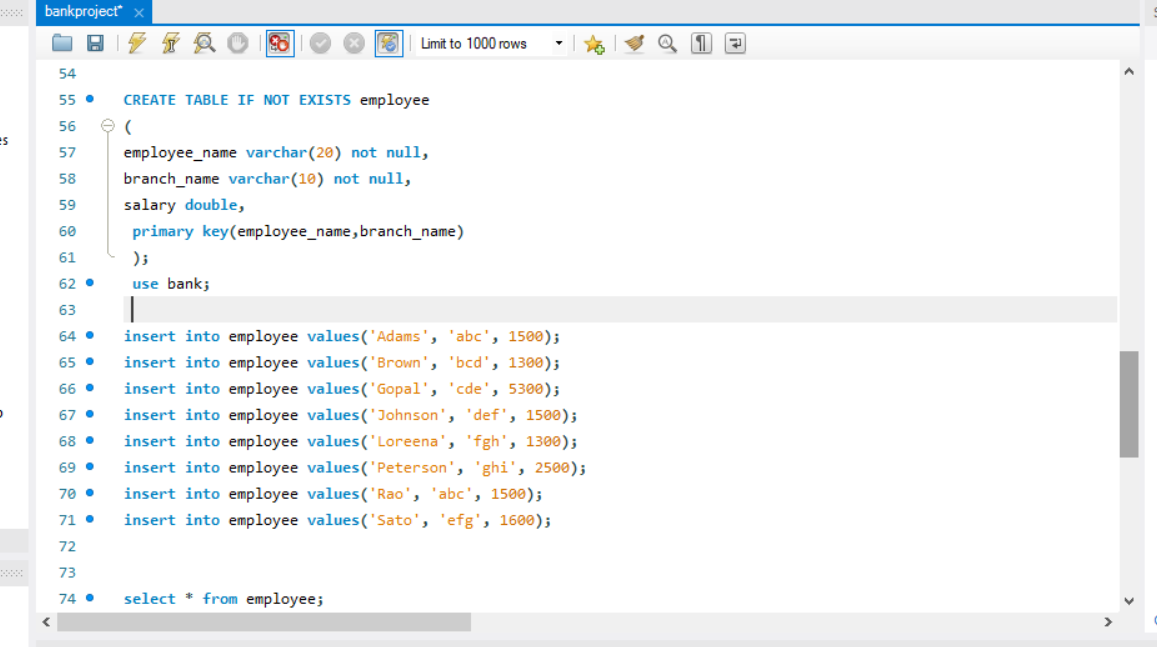 bankproject*
Limit to 1000 rows
54
55 CREATE TABLE IF NOT EXISTS employee
56 (
57 employee_name varchar(20) not null,
58 branch_name varchar(10) not null,
59 salary double,
60 primary key(employee_name,branch_name)
61 );
62 use bank;
63
64 insert into employee values('Adams', 'abc', 1500);
65 insert into employee values('Brown', 'bcd', 1300);
66 insert into employee values('Gopal', 'cde', 5300);
67 insert into employee values('Johnson', 'def', 1500);
68 insert into employee values('Loreena', 'fgh', 1300);
69 insert into employee values('Peterson', 'ghi', 2500);
70 insert into employee values('Rao', 'abc', 1500);
71 insert into employee values('Sato', 'efg', 1600);
72
73
74 select * from employee;